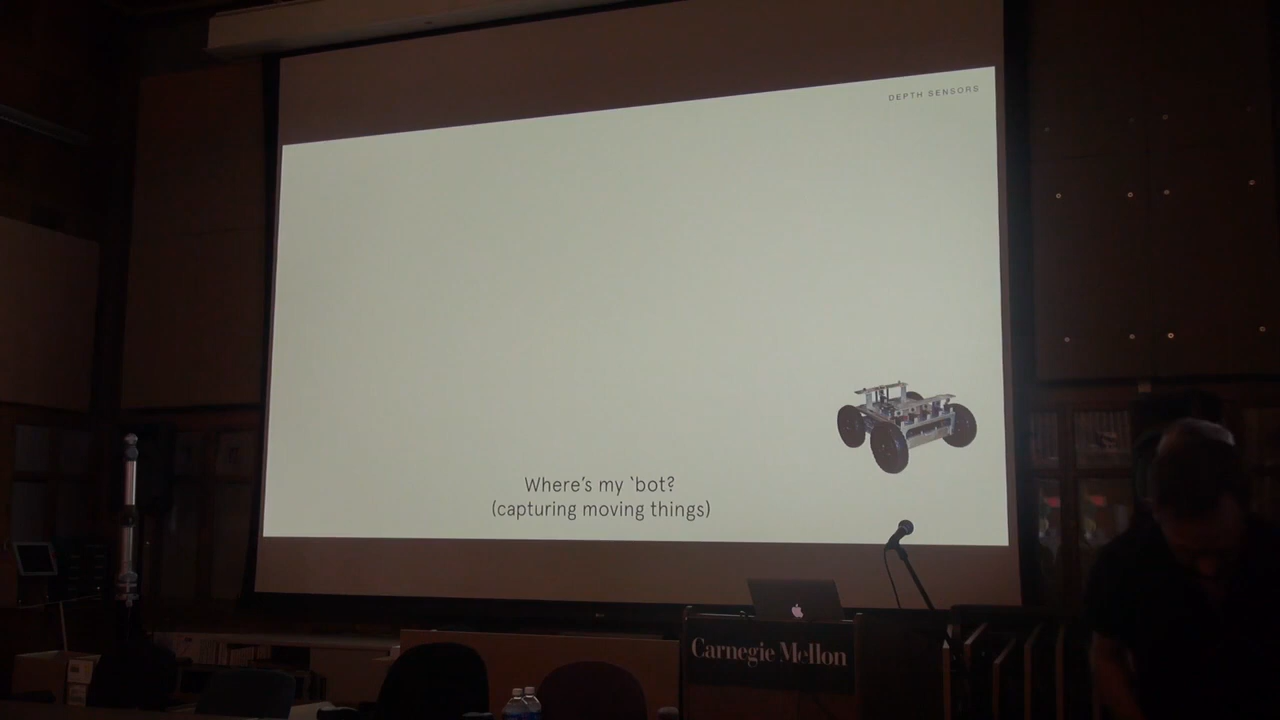 DEPTH SENSORS
Where's my ‘bot?
(capturing moving things)
Carnegie Mellon